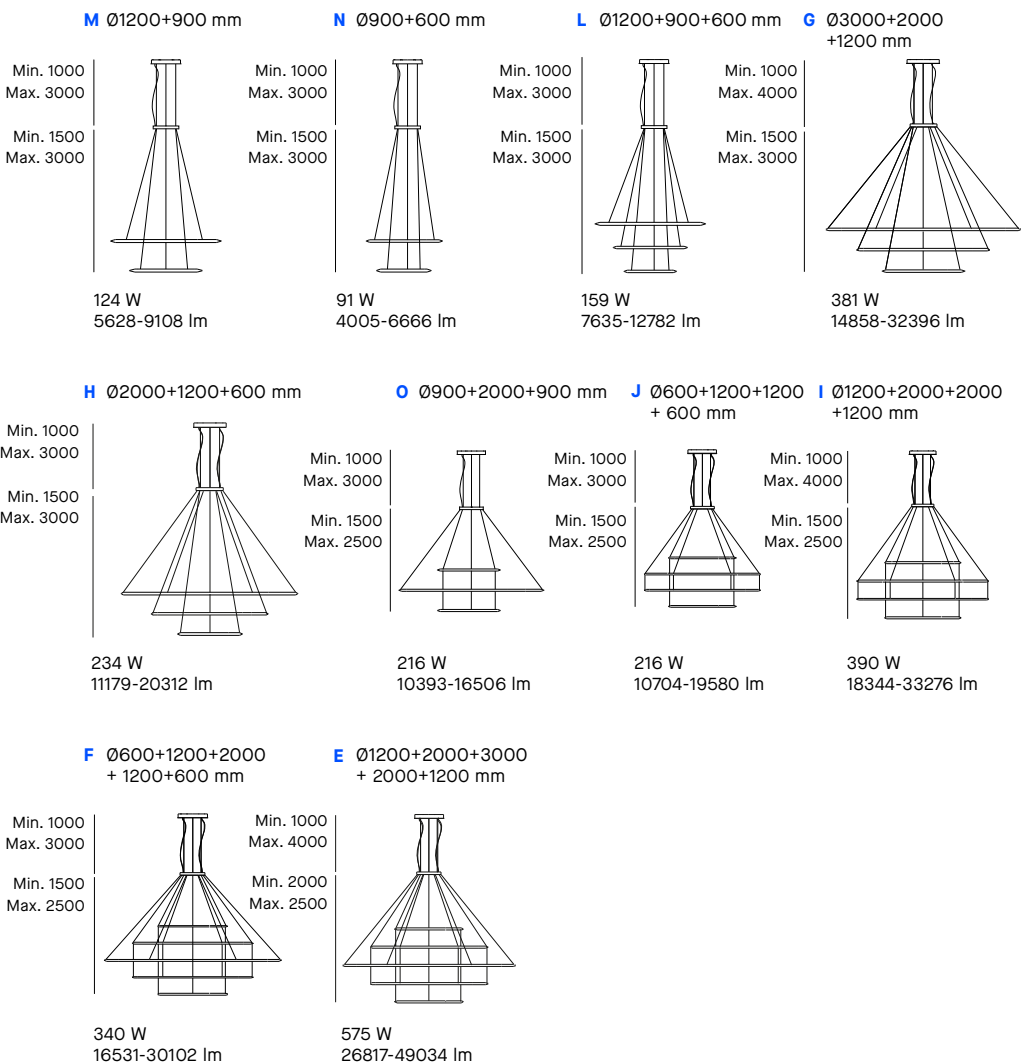 M Ø1200+900 mm
Min. 1000
Max. 3000
Min. 1500
Max. 3000
124 W
5628-9108 lm
N Ø900+600 mm
Min. 1000
Max. 3000
Min. 1500
Max. 3000
91 W
4005-6666 lm
L Ø1200+900+600 mm
Min. 1000
Max. 3000
Min. 1500
Max. 3000
159 W
7635-12782 lm
G Ø3000+2000
+1200 mm
Min. 1000
Max. 4000
Min. 1500
Max. 3000
381 W
14858-32396 lm
H Ø2000+1200+600 mm
Min. 1000
Max. 3000
Min. 1500
Max. 3000
234 W
11179-20312 lm
O Ø900+2000+900 mm
Min. 1000
Max. 3000
Min. 1500
Max. 2500
216 W
10393-16506 lm
J Ø600+1200+1200
+ 600 mm
Min. 1000
Max. 3000
Min. 1500
Max. 2500
216 W
10704-19580 lm
I Ø1200+2000+2000
+1200 mm
Min. 1000
Max. 4000
Min. 1500
Max. 2500
390 W
18344-33276 lm
F Ø600+1200+2000
+ 1200+600 mm
Min. 1000
Max. 3000
Min. 1500
Max. 2500
340 W
16531-30102 lm
E Ø1200+2000+3000
+ 2000+1200 mm
Min. 1000
Max. 4000
Min. 2000
Max. 2500
575 W
26817-49034 lm